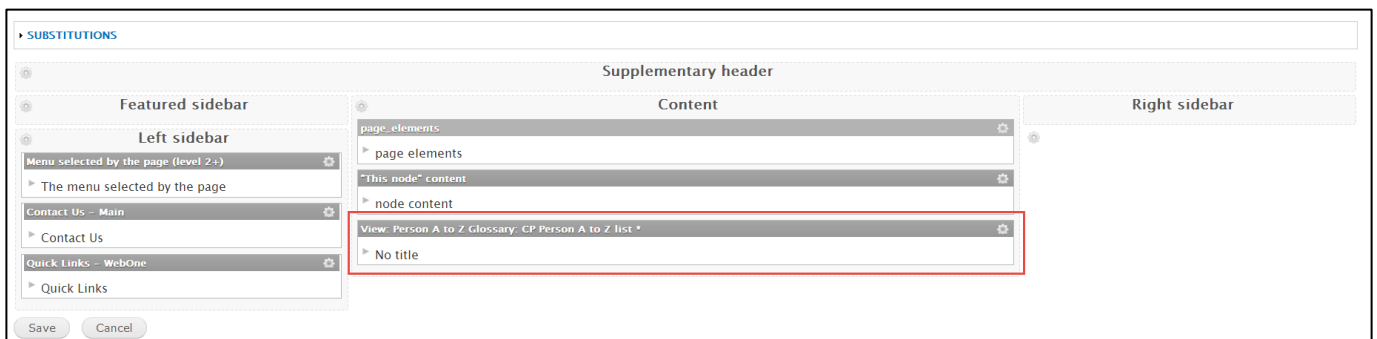 SUBSTITUTIONS
Supplementary header
Featured sidebar
Left sidebar
Menu selected by the page (level 2+)
The menu selected by the page
Contact Us - Main
Contact Us
Quick Links - WebOne
Quick Links
Content
page_elements
page elements
"This node" content
node content
View: Person A to Z Glossary: CP Person A to Z list *
No title
Right sidebar
Save Cancel